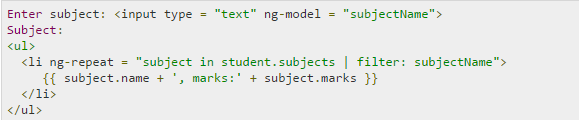 Enter subject: <input type = "text" ng-model = "subjectName">
Subject:
<ul>
  <li ng-repeat = "subject in student.subjects | filter: subjectName">
     {{ subject.name + ', marks:' + subject.marks }}
  </li>
</ul>